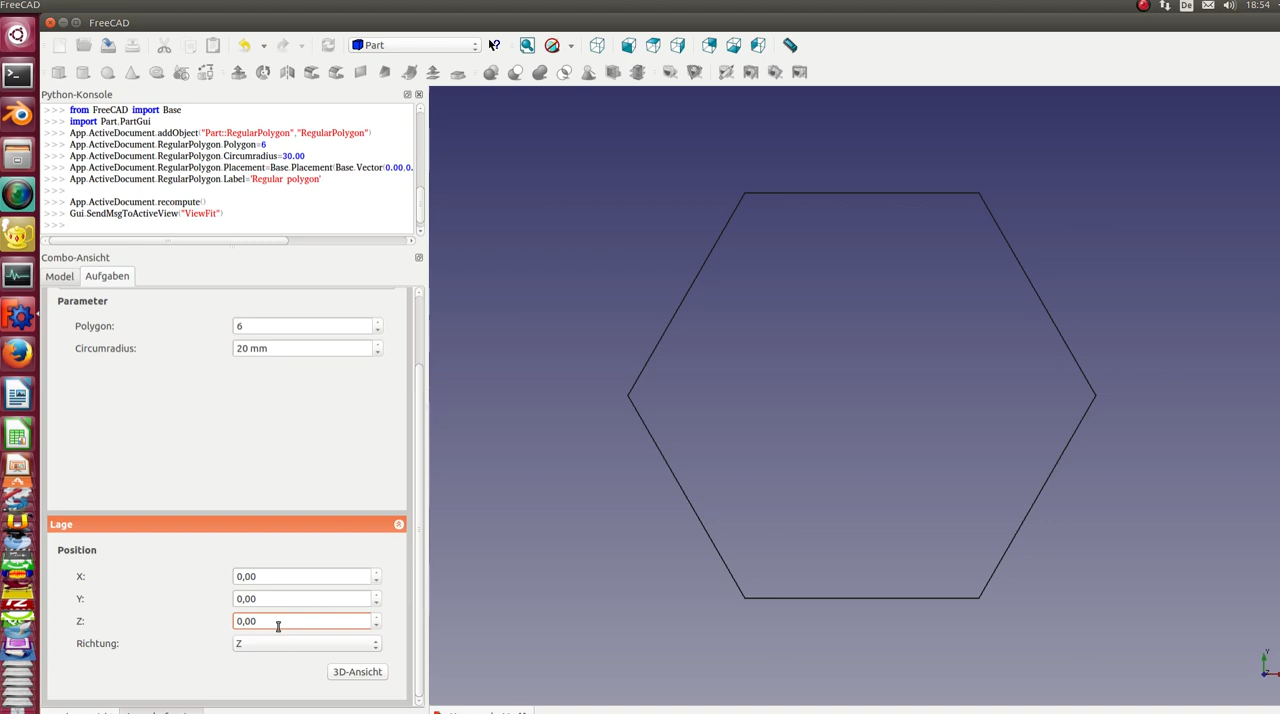 FreeCAD
De
18:54
FreeCAD
Part
Python-Konsole
>>> from FreeCAD import Base
>>> import Part,PartGui
>>> App.ActiveDocument.addObject("Part::RegularPolygon","RegularPolygon")
>>> App.ActiveDocument.RegularPolygon.Polygon=6
>>> App.ActiveDocument.RegularPolygon.Circumradius=30.00
>>> App.ActiveDocument.RegularPolygon.Placement=Base.Placement(Base.Vector(0.00,0.
>>> App.ActiveDocument.RegularPolygon.Label='Regular polygon'
>>>
>>> App.ActiveDocument.recompute()
>>> Gui.SendMsgToActiveView("ViewFit")
>>>
Combo-Ansicht
Model Aufgaben
Parameter
Polygon: 6
Circumradius: 20 mm
Lage
Position
X: 0,00
Y: 0,00
Z: 0,00
Richtung: Z
3D-Ansicht
Y